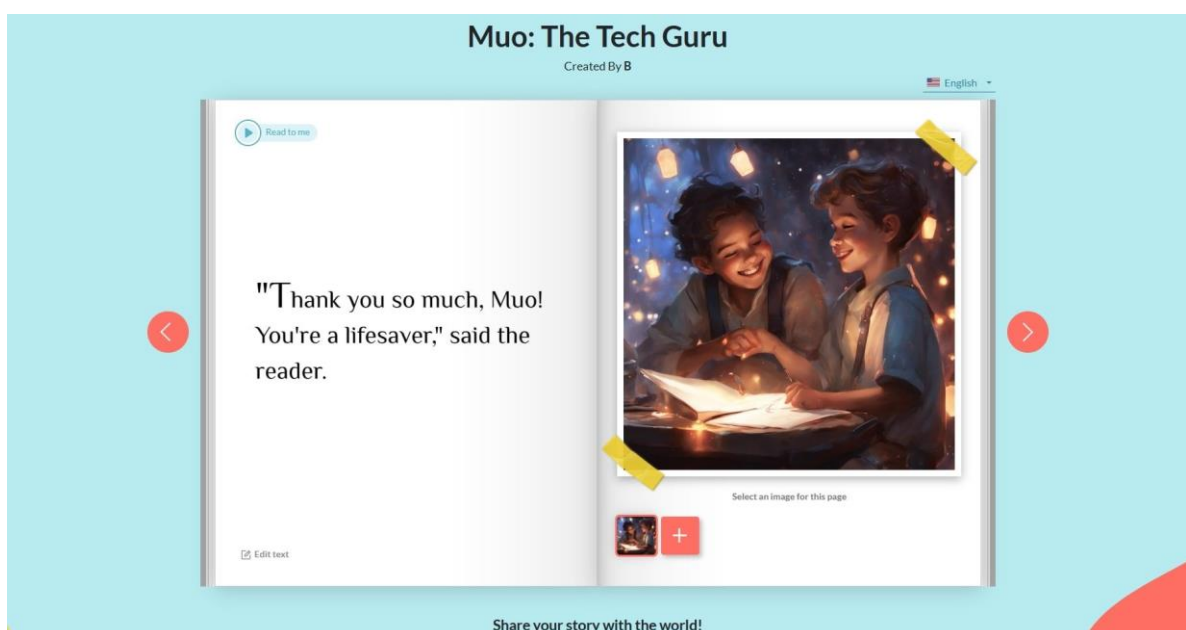 Muo: The Tech Guru
Created By B
English
Read to me
"Thank you so much, Muo!
You're a lifesaver," said the
reader.
Select an image for this page
Edit text
Share your story with the world!